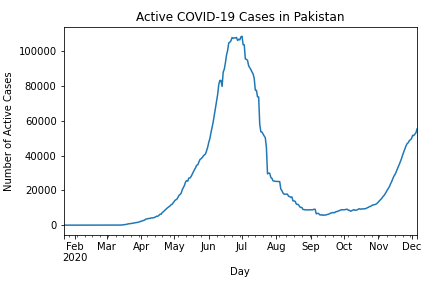 Active COVID-19 Cases in Pakistan
Number of Active Cases
100000
80000
60000
40000
20000
0
Feb Mar Apr May Jun Jul Aug Sep Oct Nov Dec
2020
Day